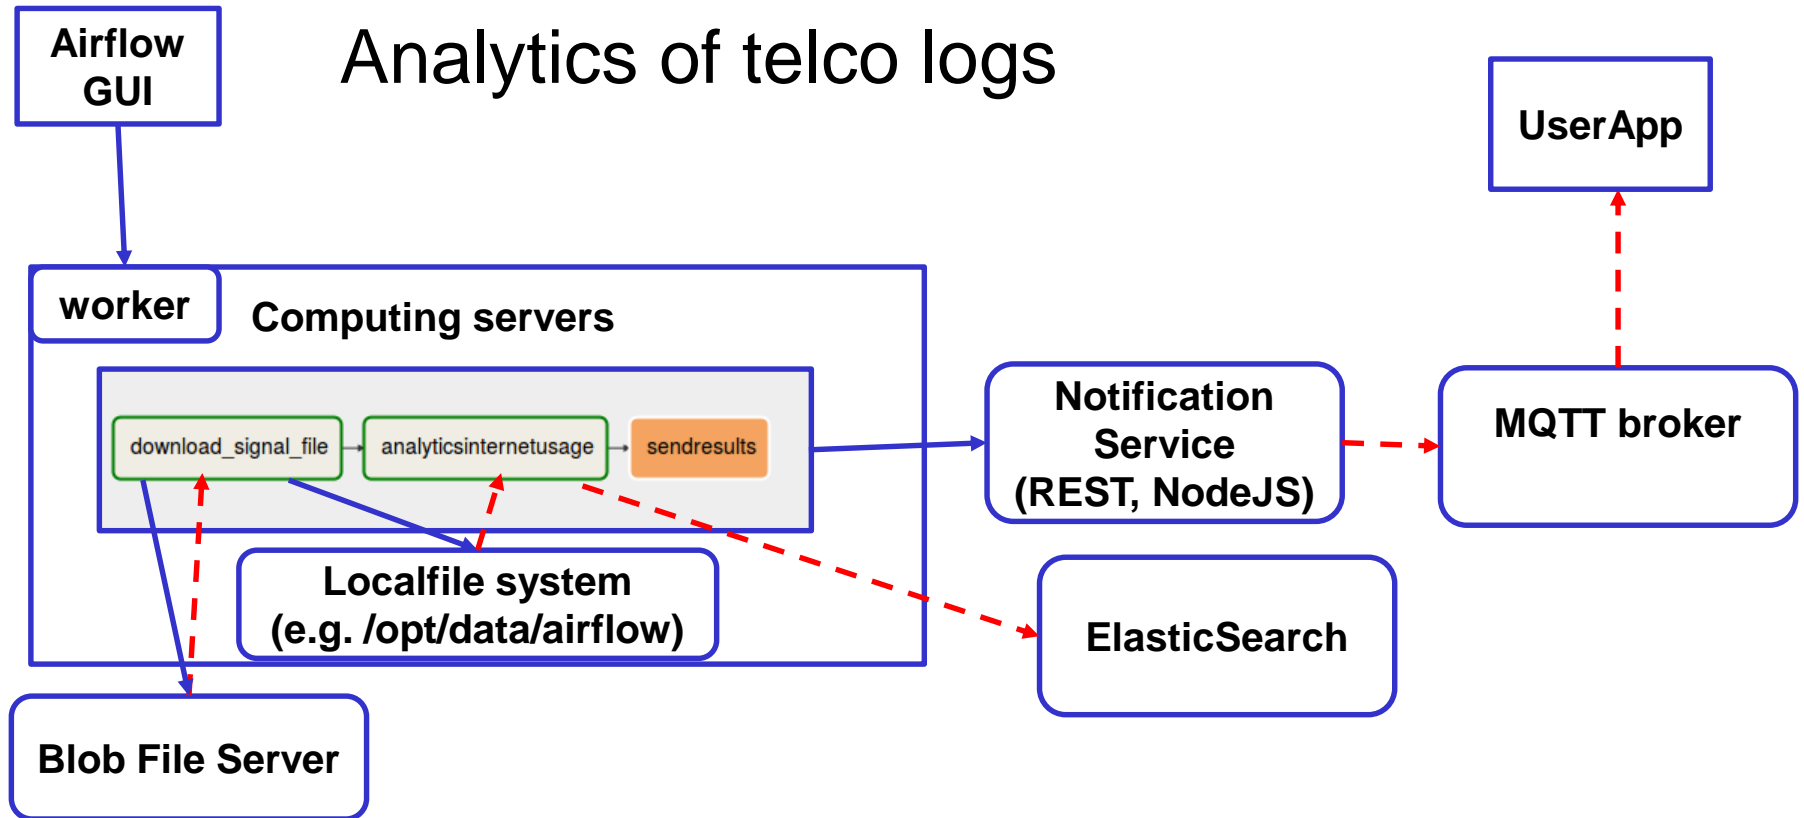 Airflow
GUI
Analytics of telco logs
UserApp
worker
Computing servers
download_signal_file
analyticsinternetusage
sendresults
Notification
Service
(REST, NodeJS)
MQTT broker
Localfile system
(e.g. /opt/data/airflow)
ElasticSearch
Blob File Server